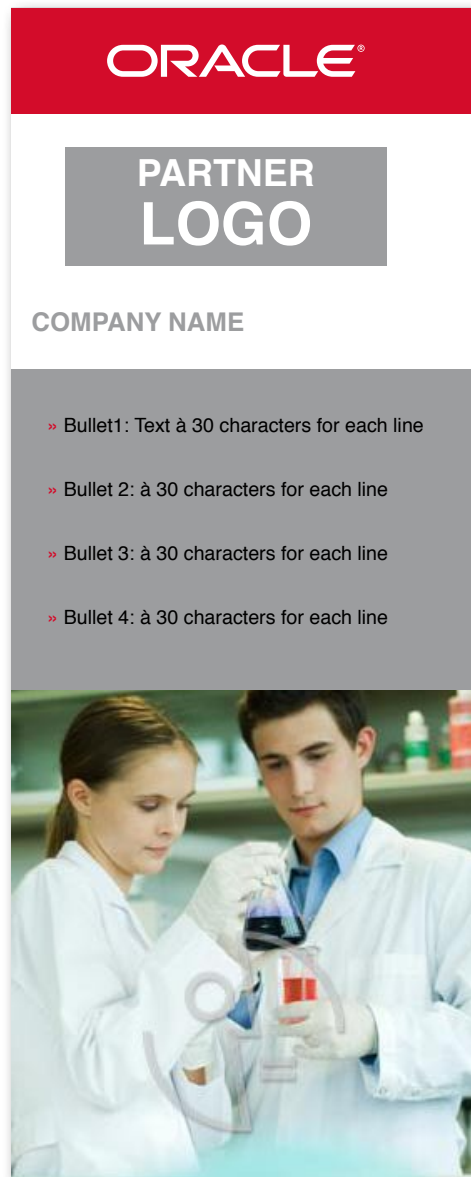 ORACLE®
PARTNER
LOGO
COMPANY NAME
» Bullet1: Text à 30 characters for each line
» Bullet 2: à 30 characters for each line
» Bullet 3: à 30 characters for each line
» Bullet 4: à 30 characters for each line